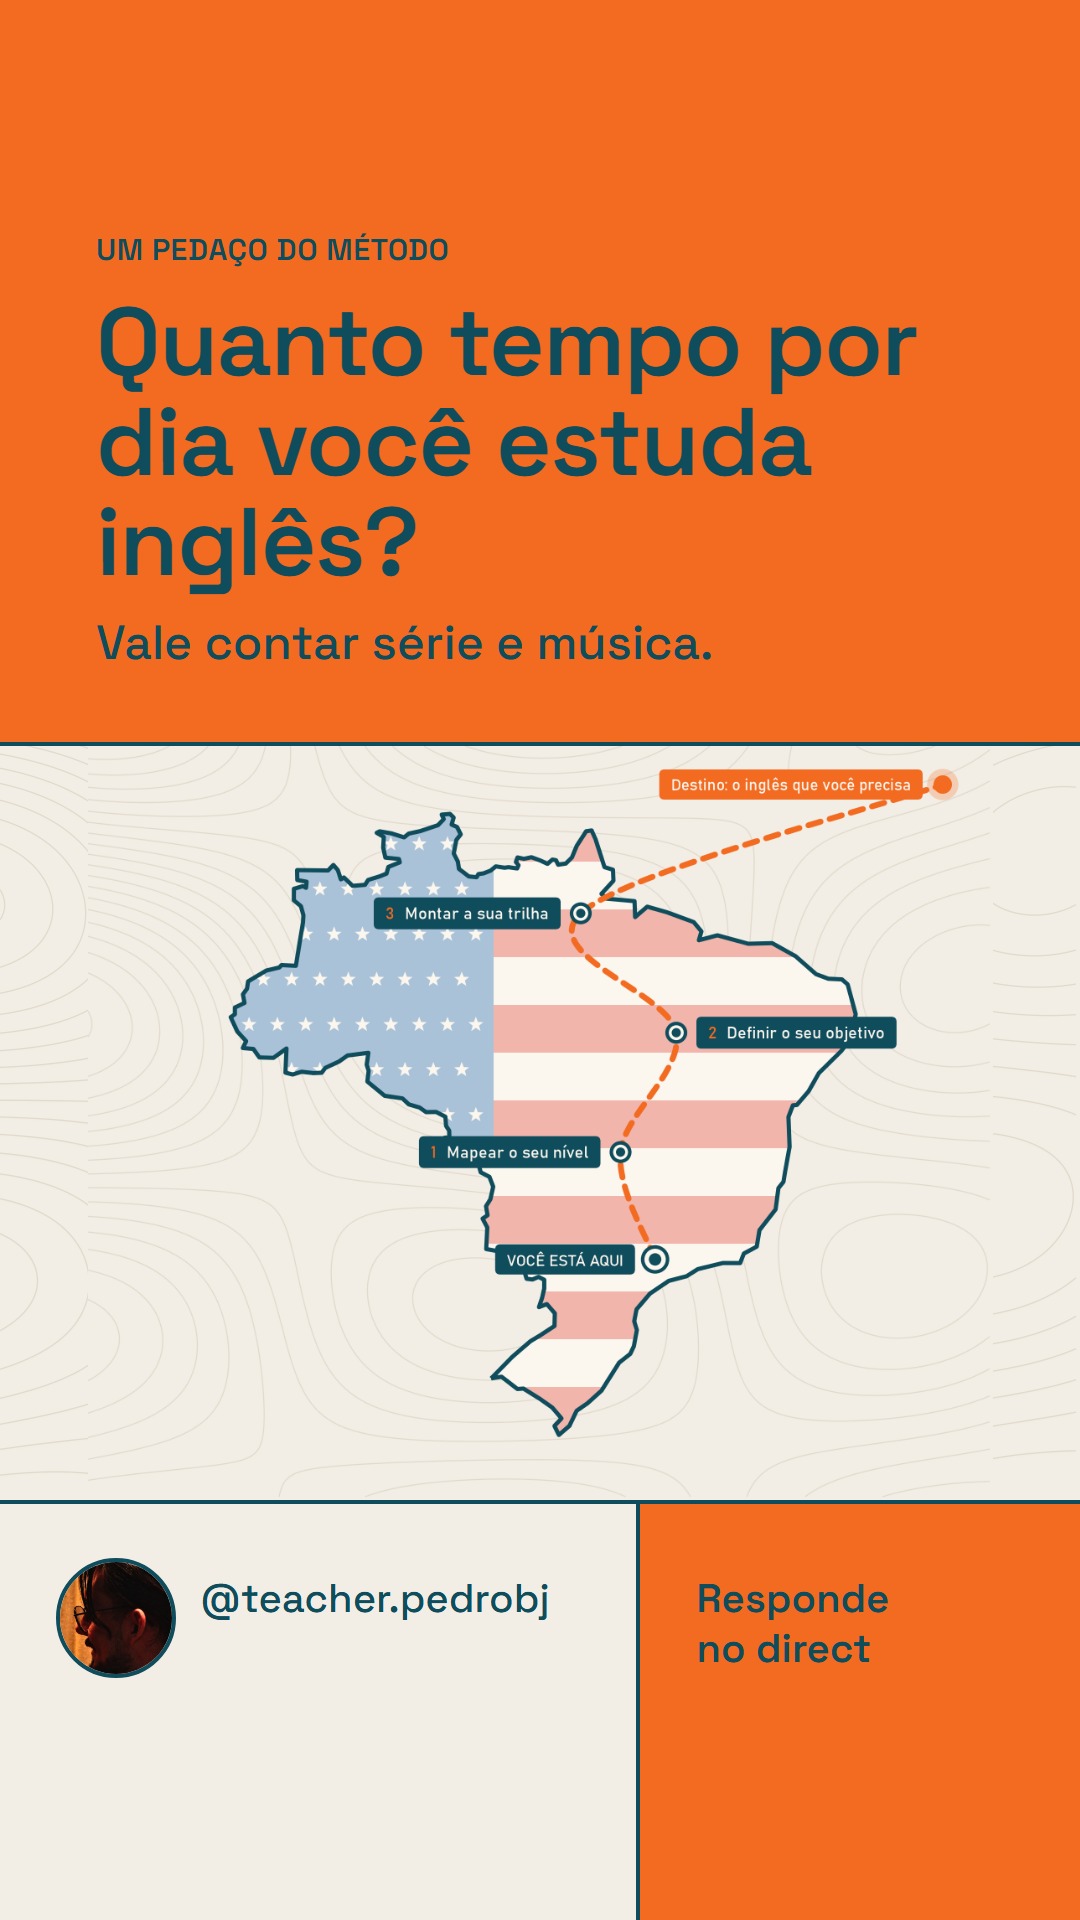 UM PEDAÇO DO MÉTODO
Quanto tempo por
dia você estuda
inglês?
Vale contar série e música.
Destino: o inglês que você precisa
3 Montar a sua trilha
2 Definir o seu objetivo
1 Mapear o seu nível
VOCÊ ESTÁ AQUI
@teacher.pedrobj
Responde
no direct